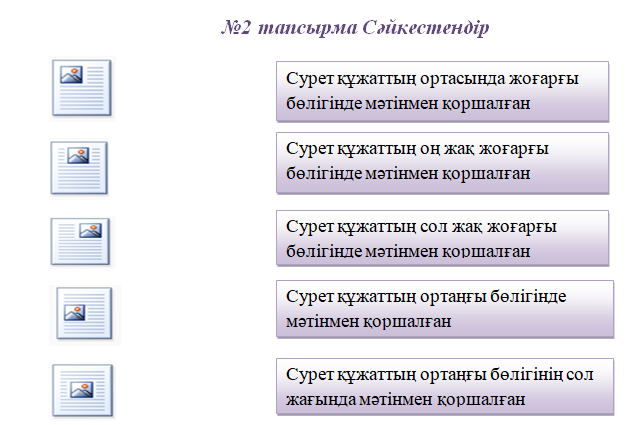 №2 тапсырма Сәйкестендір
Сурет құжаттың ортасында жоғарғы
бөлігінде мәтінмен қоршалған
Сурет құжаттың оң жақ жоғарғы
бөлігінде мәтінмен қоршалған
Сурет құжаттың сол жақ жоғарғы
бөлігінде мәтінмен қоршалған
Сурет құжаттың ортаңғы бөлігінде
мәтінмен қоршалған
Сурет құжаттың ортаңғы бөлігінің сол
жағында мәтінмен қоршалған